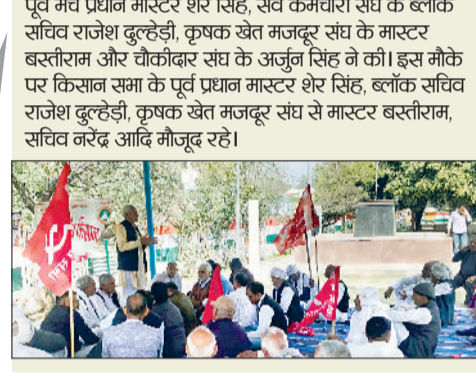 पूर्व मंच प्रधान मास्टर शेर सिंह, सर्व कर्मचारी संघ के ब्लॉक
सचिव राजेश दुल्हेड़ी, कृषक खेत मजदूर संघ के मास्टर
बस्तीराम और चौकीदार संघ के अर्जुन सिंह ने की। इस मौके
पर किसान सभा के पूर्व प्रधान मास्टर शेर सिंह, ब्लॉक सचिव
राजेश दुल्हेड़ी, कृषक खेत मजदूर संघ से मास्टर बस्तीराम,
सचिव नरेंद्र आदि मौजूद रहे।